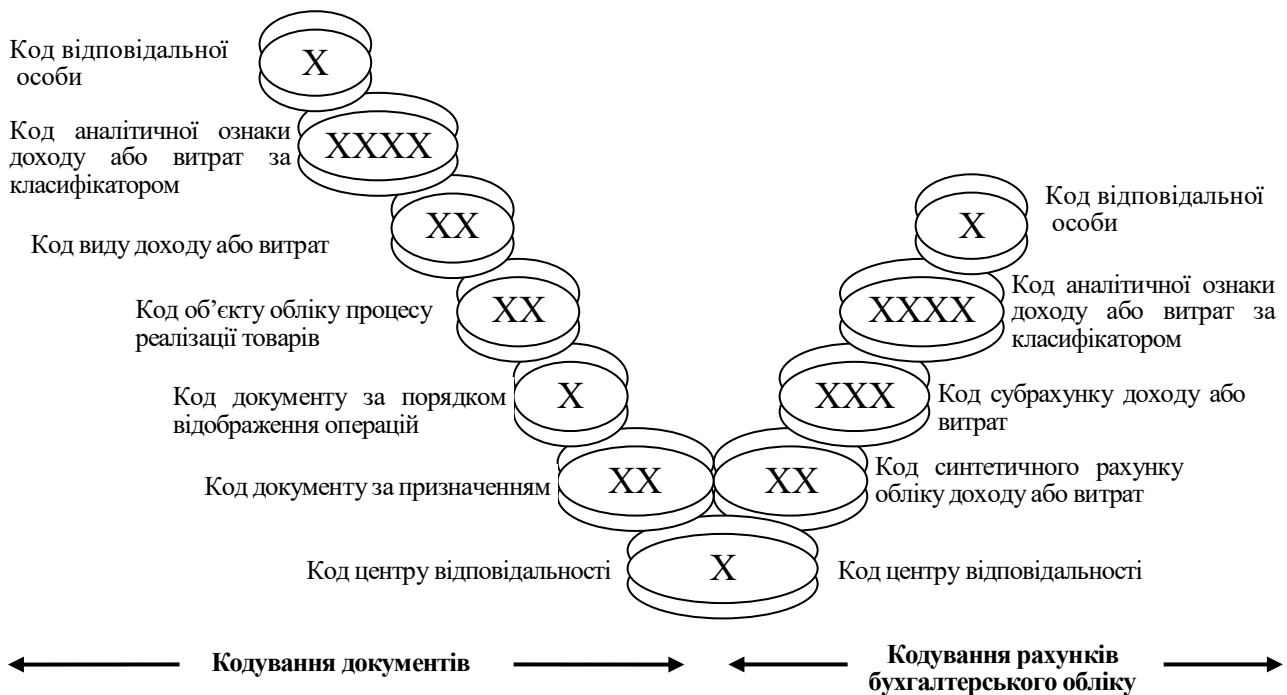 Код відповідальної
особи
X
Код аналітичної ознаки
доходу або витрат за
класифікатором
XXXX
Код виду доходу або витрат
XX
Код об’єкту обліку процесу
реалізації товарів
XX
Код документу за порядком
відображення операцій
X
Код документу за призначенням
XX
Код центру відповідальності
X
Код центру відповідальності
XX
Код синтетичного рахунку
обліку доходу або витрат
XXX
Код субрахунку доходу або
витрат
XXXX
Код аналітичної ознаки
доходу або витрат за
класифікатором
X
Код відповідальної
особи
Кодування документів
Кодування рахунків
бухгалтерського обліку